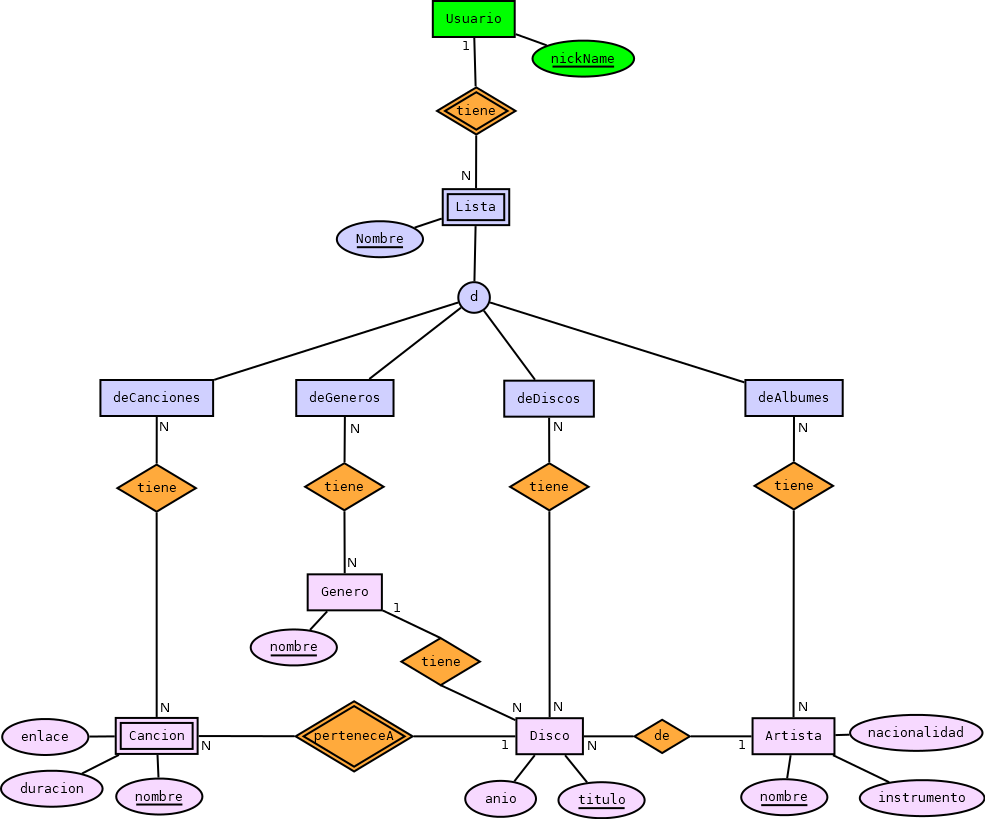 Usuario
1
nickName
tiene
N
Lista
Nombre
d
deCanciones
deGeneros
deDiscos
deAlbumes
N
N
N
N
tiene
tiene
tiene
tiene
N
Genero
1
nombre
tiene
N
N
N
N
enlace
Cancion
N
perteneceA
1
Disco
N
de
1
Artista
nacionalidad
duracion
nombre
anio
titulo
nombre
instrumento